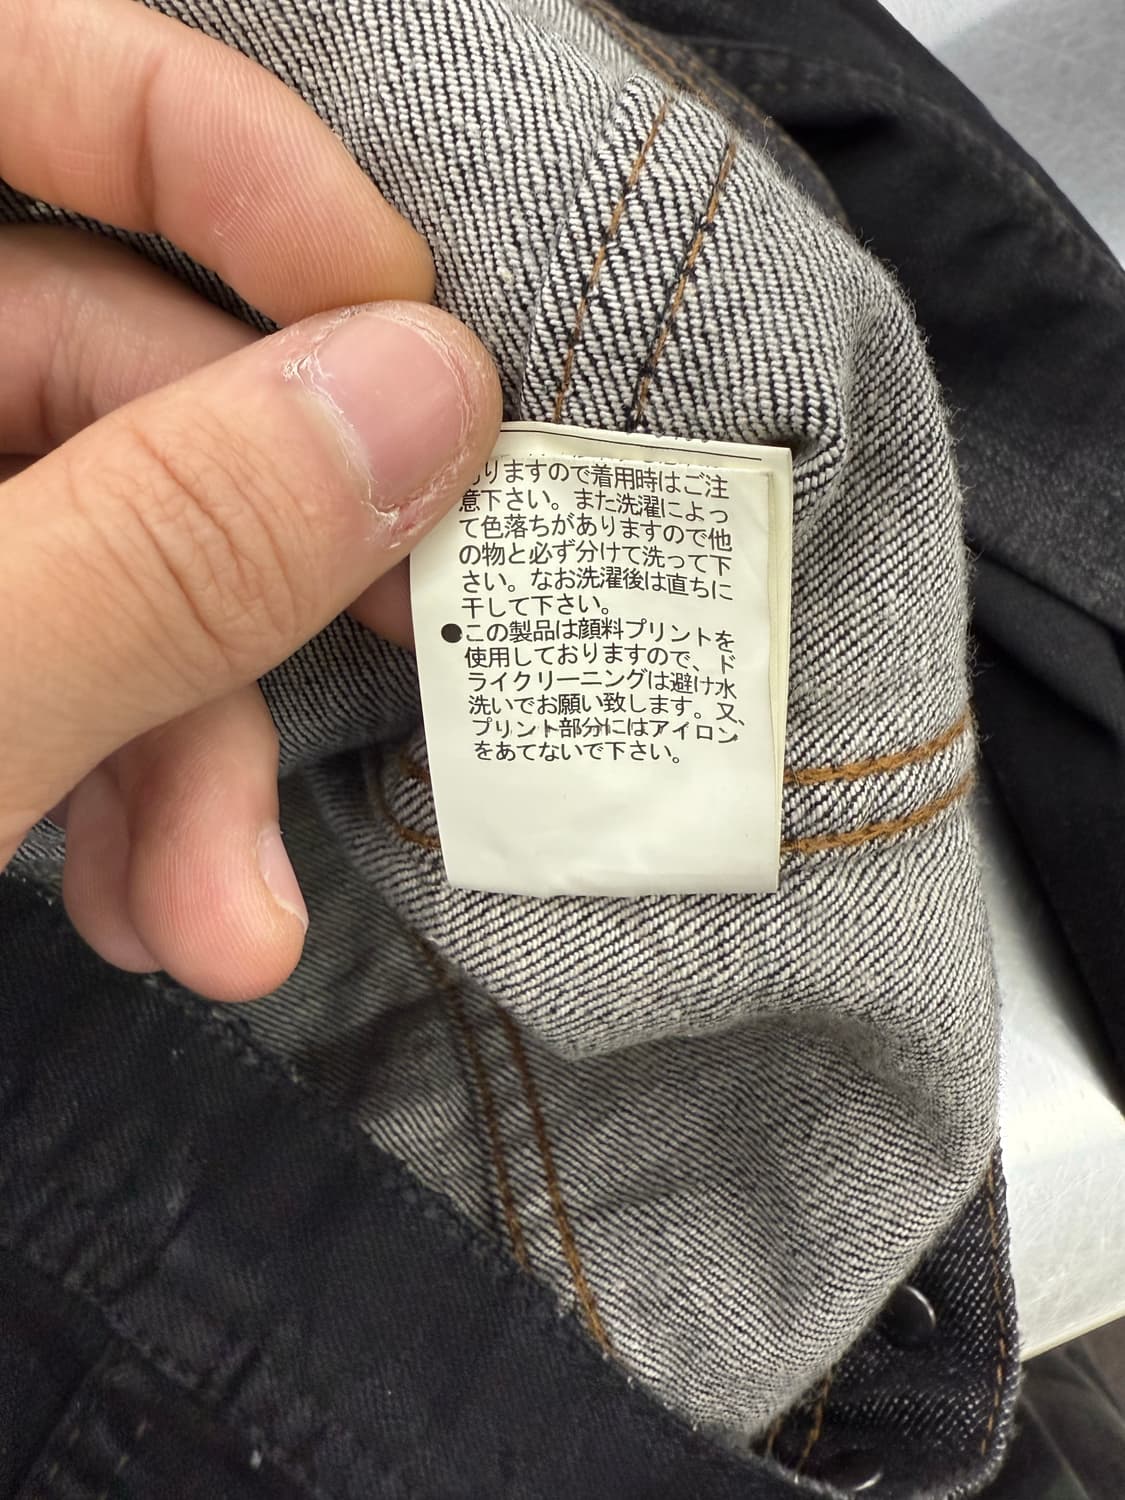 りますので着用時はご注
意下さい。また洗濯によっ
て色落ちがありますので他
の物と必ず分けて洗って下
さい。なお洗濯後は直ちに
干して下さい。
●この製品は顔料プリントを
使用しておりますので、ド
ライクリーニングは避け水
洗いでお願い致します。又、
プリント部分にはアイロン
をあてないで下さい。